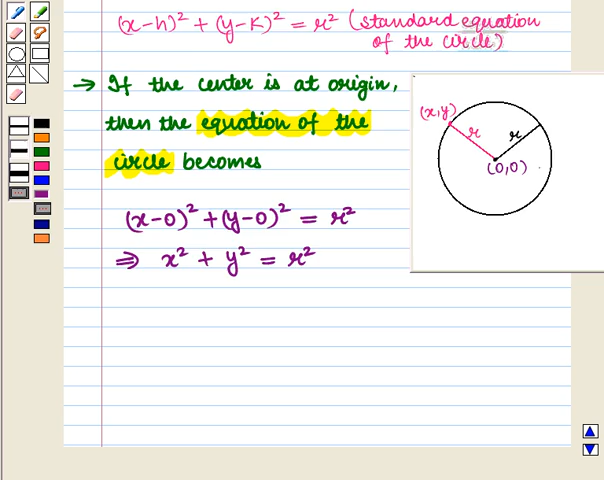 (x-h)² + (y-k)² = r² (standard equation
of the circle)
→ If the center is at origin,
then the equation of the
circle becomes
(x-0)² + (y-0)² = r²
⇒ x² + y² = r²
(x,y)
r
r
(0,0)